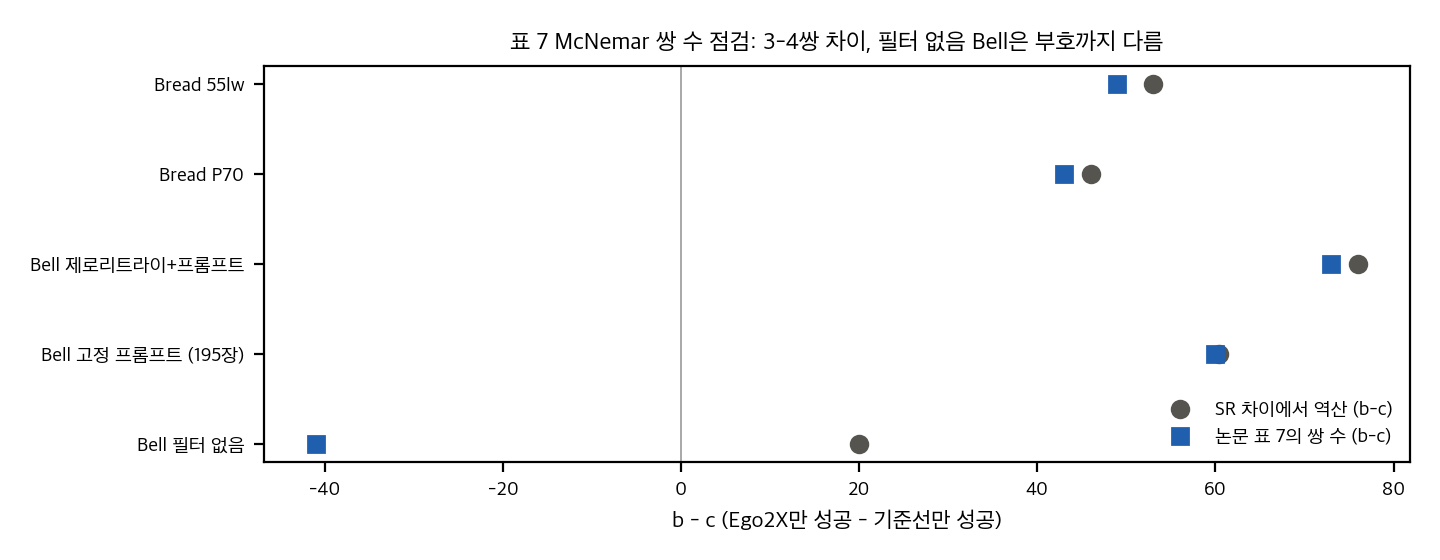 표 7 McNemar 쌍 수 점검: 3-4쌍 차이, 필터 없음 Bell은 부호까지 다름
Bread 55lw
Bread P70
Bell 제로리트라이+프롬프트
Bell 고정 프롬프트 (195장)
Bell 필터 없음
SR 차이에서 역산 (b-c)
논문 표 7의 쌍 수 (b-c)
-40 -20 0 20 40 60 80
b - c (Ego2X만 성공 - 기준선만 성공)